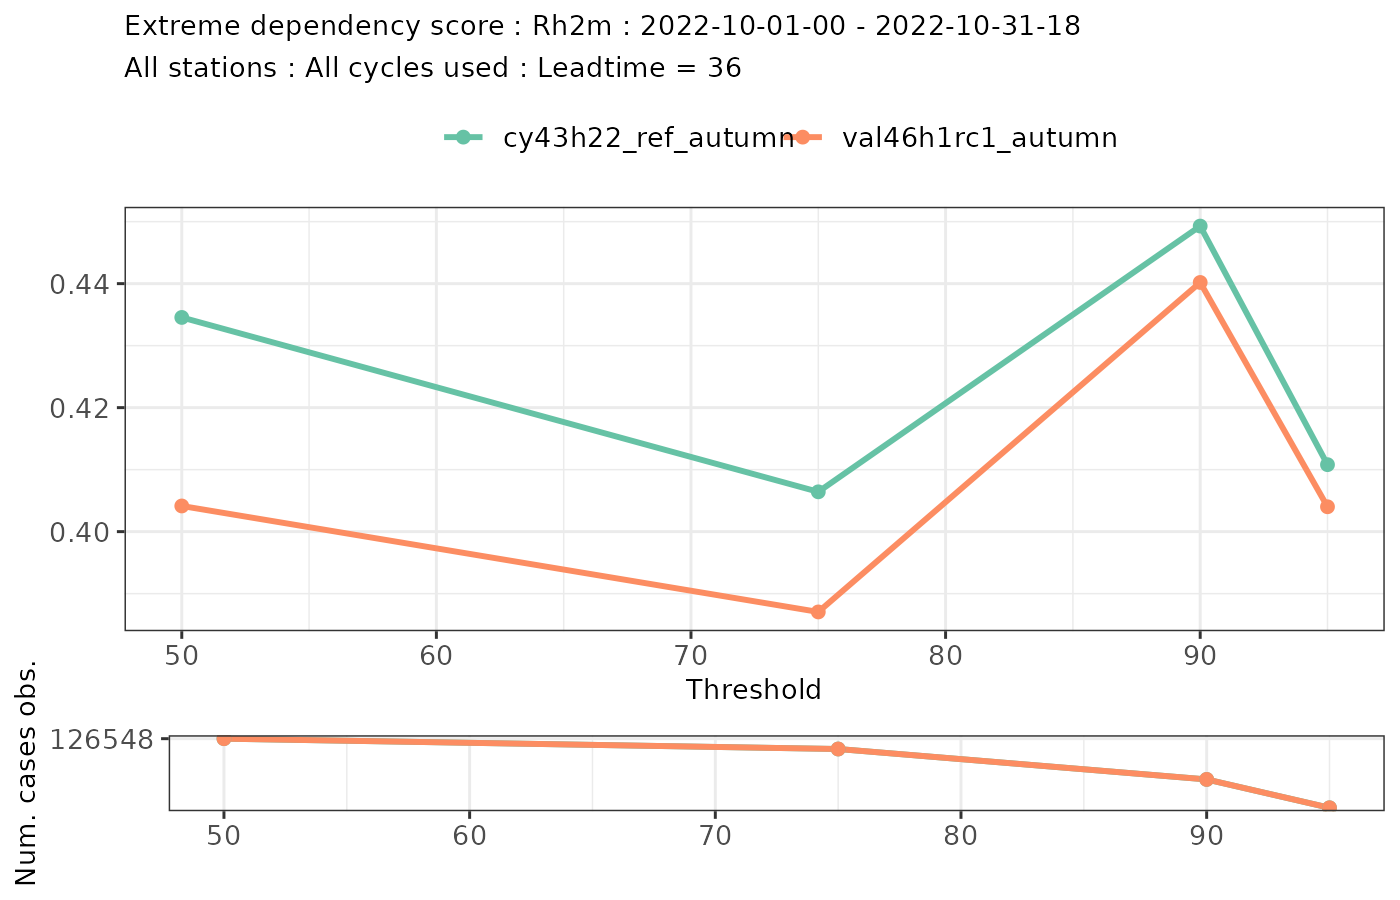 Extreme dependency score : Rh2m : 2022-10-01-00 - 2022-10-31-18
All stations : All cycles used : Leadtime = 36
cy43h22_ref_autumn val46h1rc1_autumn
0.44
0.42
0.40
50 60 70 80 90
Threshold
Num. cases obs.
126548
50 60 70 80 90